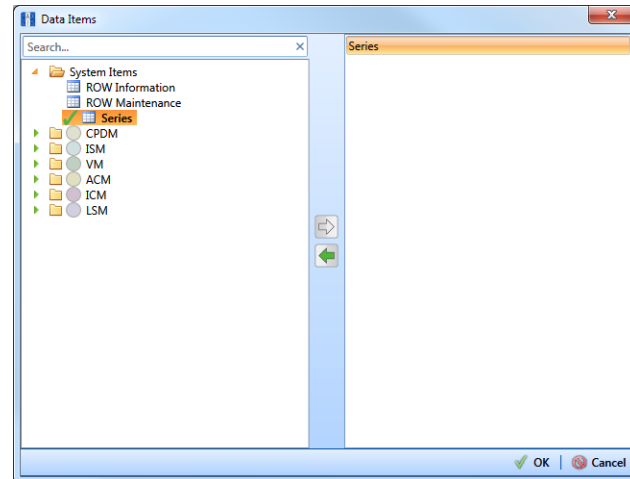 Data Items
Search...
Series
System Items
ROW Information
ROW Maintenance
Series
CPDM
ISM
VM
ACM
ICM
LSM
OK
Cancel